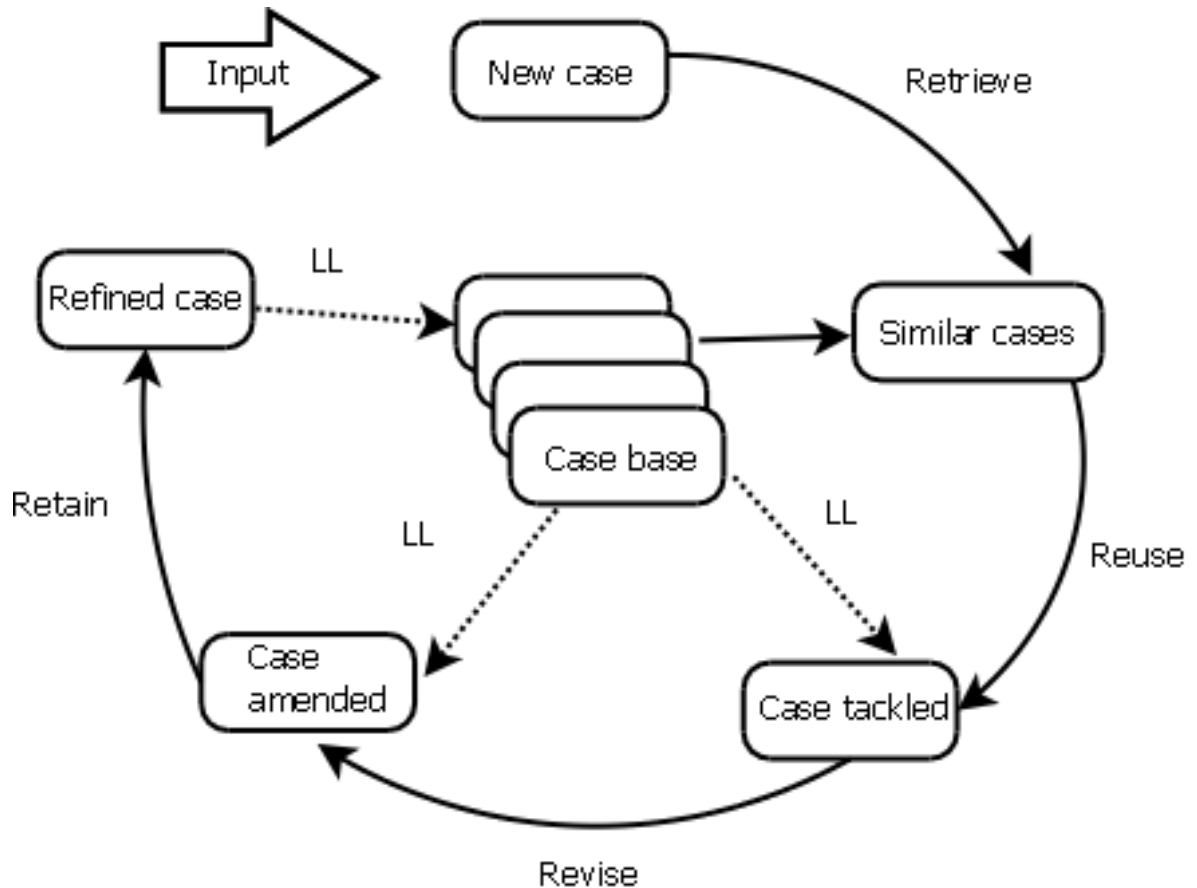 Input
New case
Retrieve
LL
Refined case
Similar cases
Case base
Retain
LL
LL
Reuse
Case
amended
Case tackled
Revise